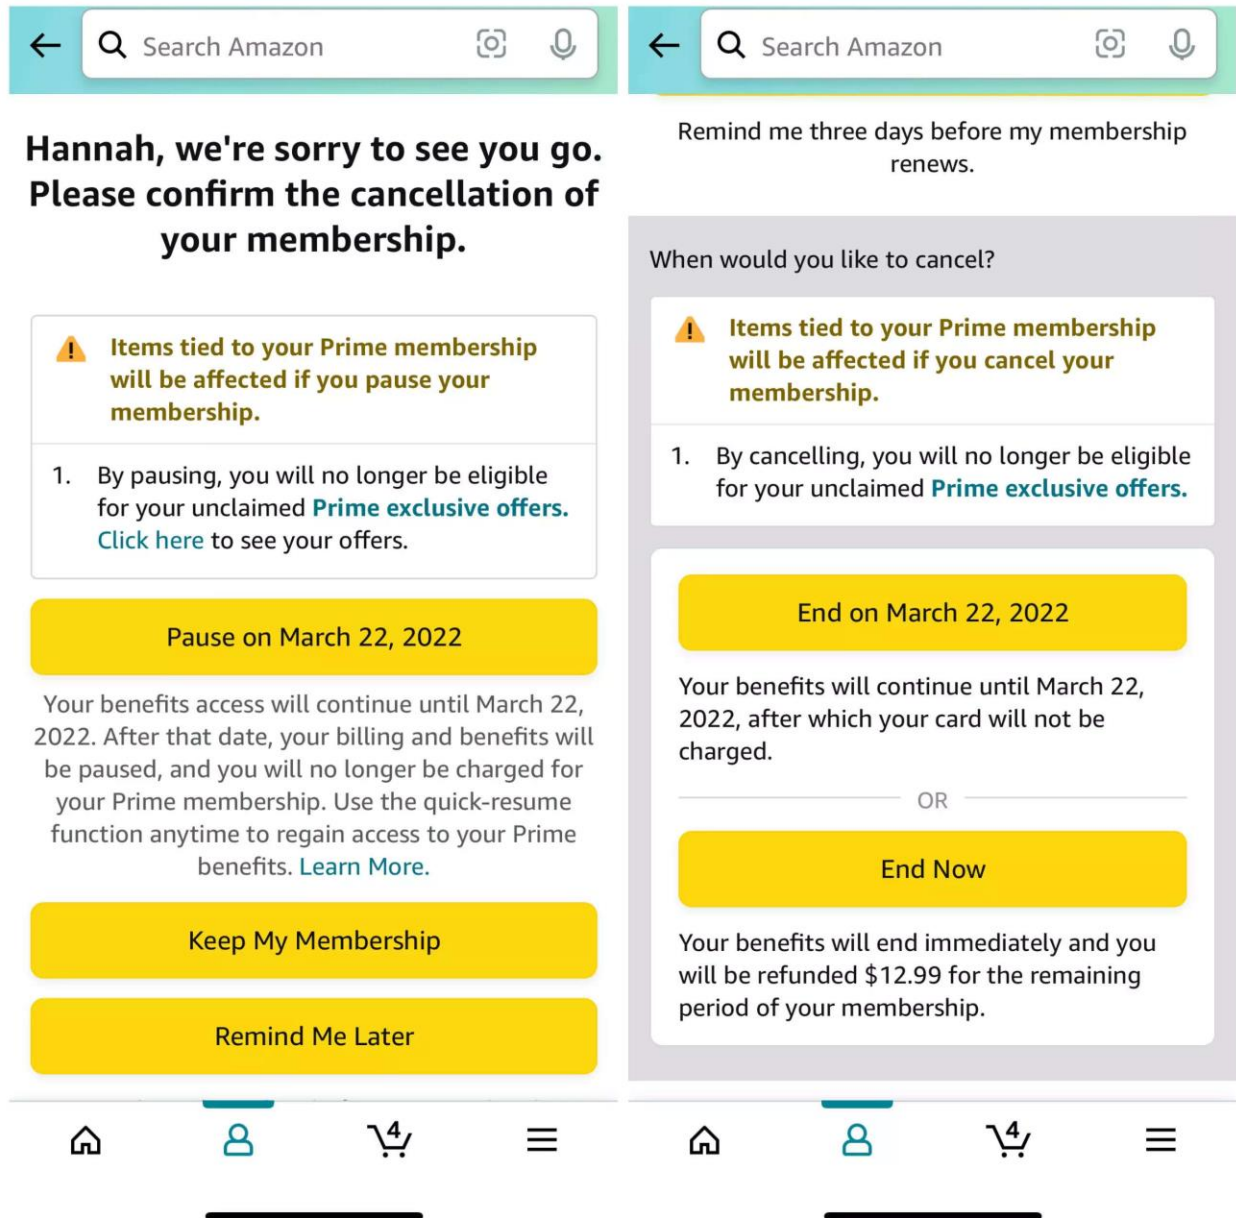 Search Amazon
Hannah, we're sorry to see you go.
Please confirm the cancellation of
your membership.
Items tied to your Prime membership
will be affected if you pause your
membership.
1. By pausing, you will no longer be eligible
for your unclaimed Prime exclusive offers.
Click here to see your offers.
Pause on March 22, 2022
Your benefits access will continue until March 22,
2022. After that date, your billing and benefits will
be paused, and you will no longer be charged for
your Prime membership. Use the quick-resume
function anytime to regain access to your Prime
benefits. Learn More.
Keep My Membership
Remind Me Later
4
Search Amazon
Remind me three days before my membership
renews.
When would you like to cancel?
Items tied to your Prime membership
will be affected if you cancel your
membership.
1. By cancelling, you will no longer be eligible
for your unclaimed Prime exclusive offers.
End on March 22, 2022
Your benefits will continue until March 22,
2022, after which your card will not be
charged.
OR
End Now
Your benefits will end immediately and you
will be refunded $12.99 for the remaining
period of your membership.
4